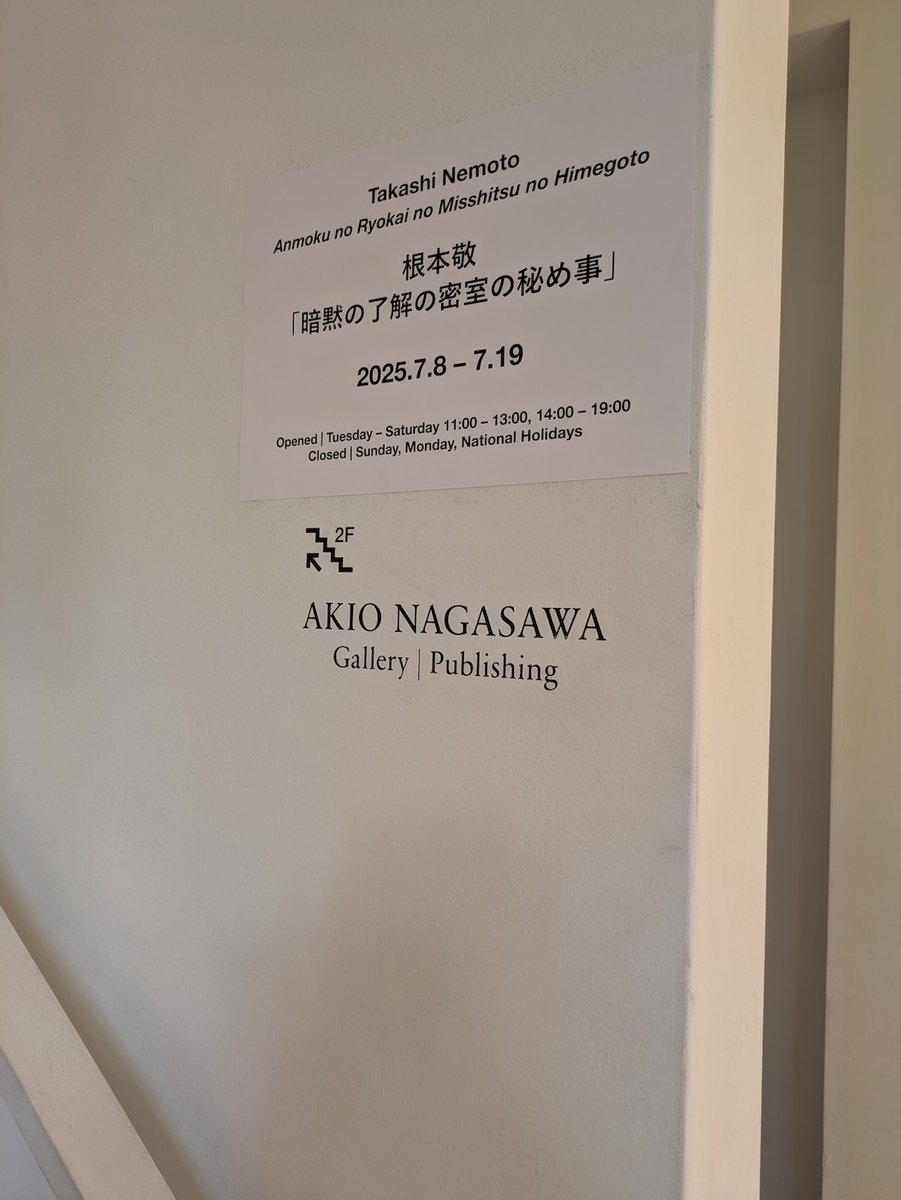 Takashi Nemoto
Anmoku no Ryokai no Misshitsu no Himegoto
根本敬
「暗黙の了解の密室の秘め事」
2025.7.8 – 7.19
Opened | Tuesday – Saturday 11:00 – 13:00, 14:00 – 19:00
Closed | Sunday, Monday, National Holidays
2F
AKIO NAGASAWA
Gallery | Publishing